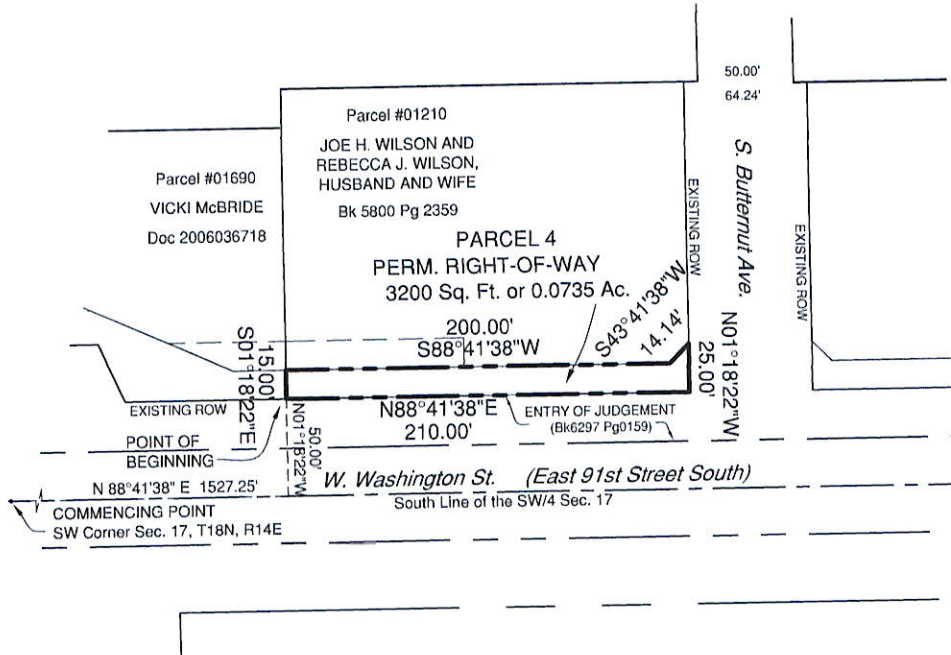 50.00'
64.24'
Parcel #01210
JOE H. WILSON AND
REBECCA J. WILSON,
HUSBAND AND WIFE
Bk 5800 Pg 2359
Parcel #01690
VICKI McBRIDE
Doc 2006036718
PARCEL 4
PERM. RIGHT-OF-WAY
3200 Sq. Ft. or 0.0735 Ac.
EXISTING ROW
S. Butternut Ave.
EXISTING ROW
200.00'
S88°41'38"W
S43°41'38"W
14.14'
N01°18'22"W
25.00'
15.00'
S01°18'22"E
EXISTING ROW
N88°41'38"E
210.00'
ENTRY OF JUDGEMENT
(Bk6297 Pg0159)
POINT OF
BEGINNING
50.00'
N01°18'22"W
W. Washington St. (East 91st Street South)
N 88°41'38" E 1527.25'
South Line of the SW/4 Sec. 17
COMMENCING POINT
SW Corner Sec. 17, T18N, R14E